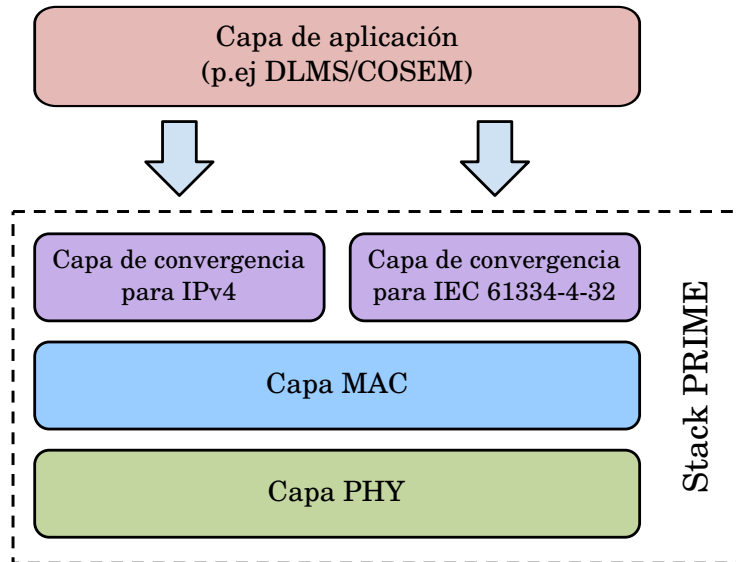 Capa de aplicación
(p.ej DLMS/COSEM)
Capa de convergencia
para IPv4
Capa de convergencia
para IEC 61334-4-32
Capa MAC
Capa PHY
Stack PRIME